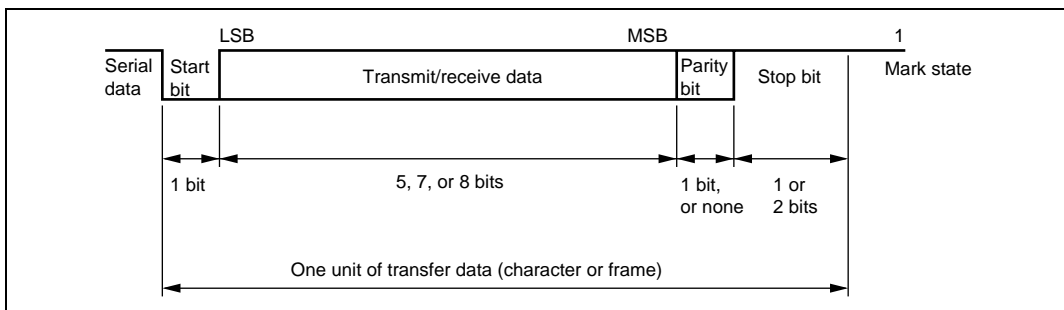 LSB MSB 1
Serial data
Start bit
Transmit/receive data
Parity bit
Stop bit
Mark state
1 bit
5, 7, or 8 bits
1 bit, or none
1 or 2 bits
One unit of transfer data (character or frame)